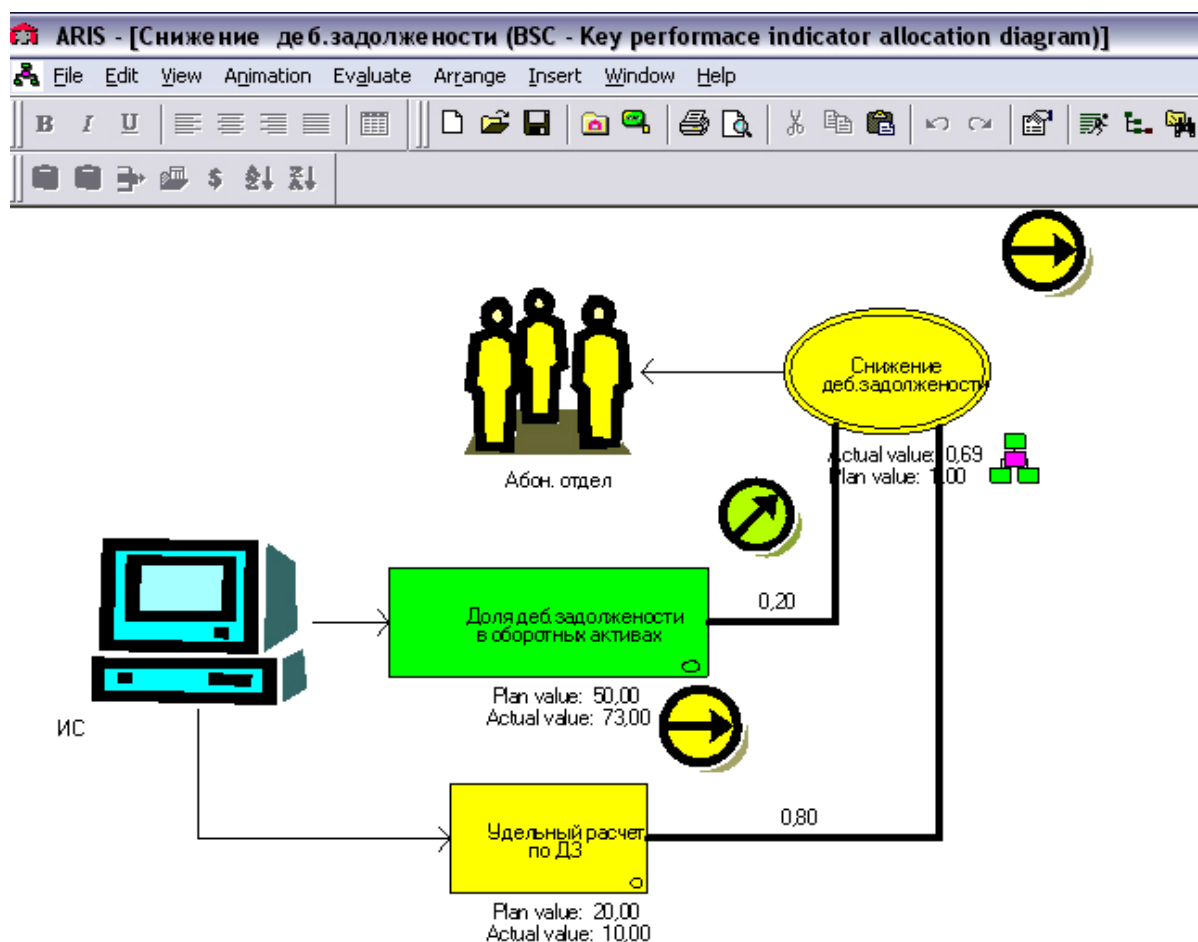 ARIS - [Снижение деб.задолжености (BSC - Key performace indicator allocation diagram)]
File Edit View Animation Evaluate Arrange Insert Window Help
B I U
$
Снижение
деб.задолжености
Actual value: 0,69
Plan value: 1,00
Абон. отдел
0,20
Доля деб.задолжености
в оборотных активах
Plan value: 50,00
Actual value: 73,00
ИС
0,80
Удельный расчет
по ДЗ
Plan value: 20,00
Actual value: 10,00